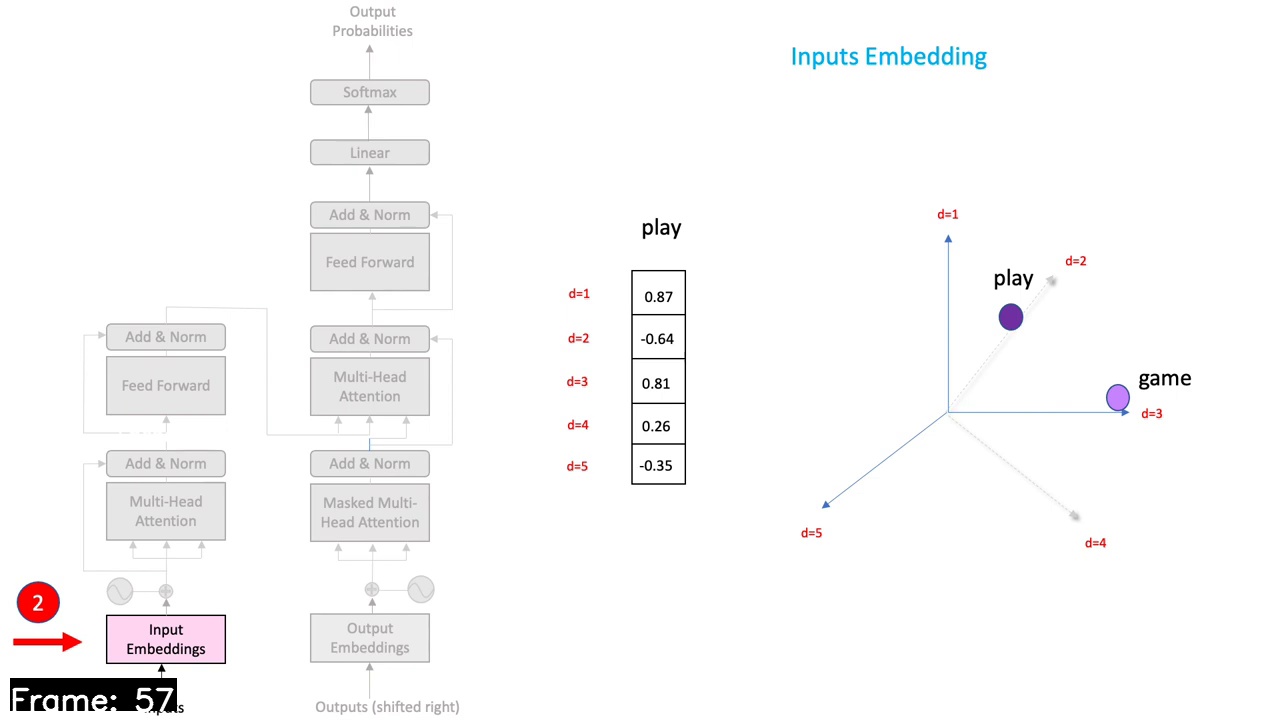 Output
Probabilities
Softmax
Linear
Add & Norm
Feed Forward
Add & Norm
Multi-Head
Attention
Add & Norm
Masked Multi-
Head Attention
Output
Embeddings
Outputs (shifted right)
Add & Norm
Feed Forward
Add & Norm
Multi-Head
Attention
2
Input
Embeddings
Frame: 57
Inputs Embedding
play
d=1 0.87
d=2 -0.64
d=3 0.81
d=4 0.26
d=5 -0.35
d=1
d=2
play
game
d=3
d=5
d=4